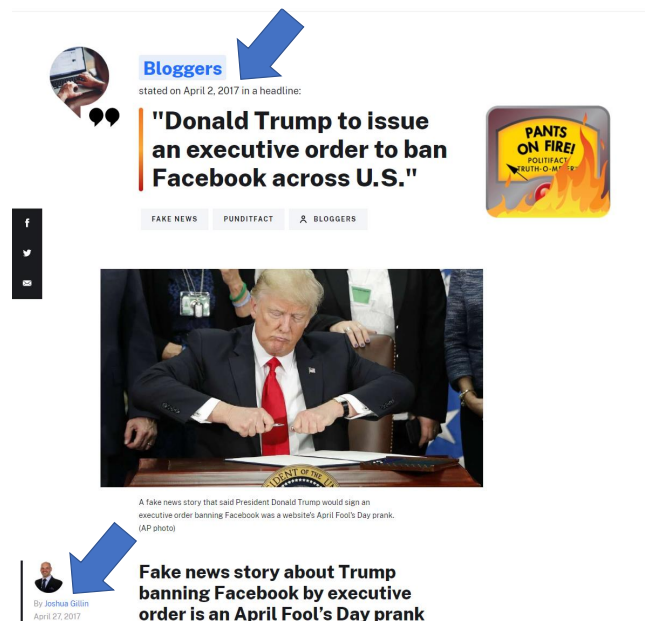 Bloggers
stated on April 2, 2017 in a headline:
"Donald Trump to issue
an executive order to ban
Facebook across U.S."
PANTS
ON FIRE!
POLITIFACT
TRUTH-O-METER
FAKE NEWS
PUNDITFACT
BLOGGERS
A fake news story that said President Donald Trump would sign an
executive order banning Facebook was a website's April Fool's Day prank.
(AP photo)
By Joshua Gillin
April 27, 2017
Fake news story about Trump
banning Facebook by executive
order is an April Fool’s Day prank